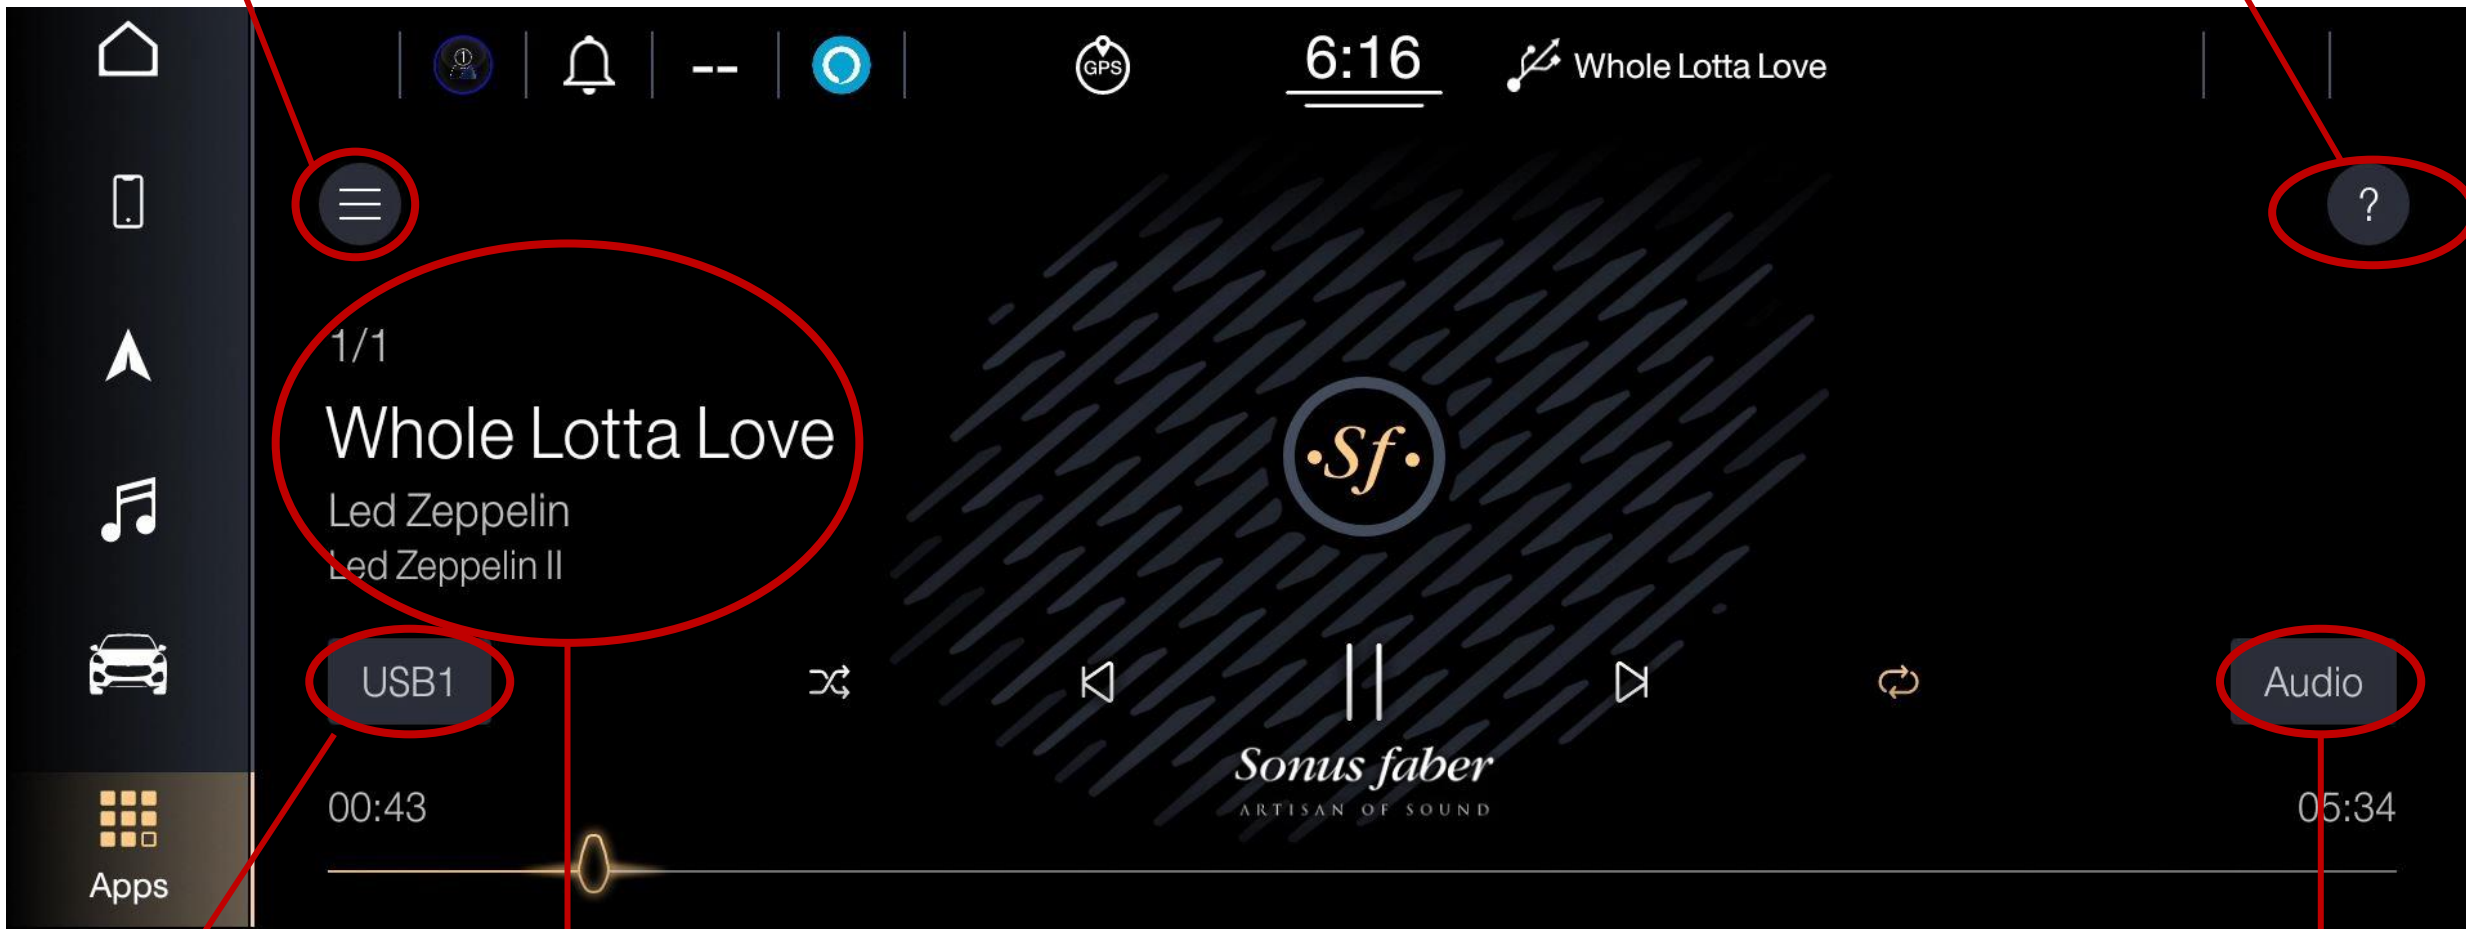 1
--
GPS
6:16
Whole Lotta Love
?
1/1
Whole Lotta Love
Led Zeppelin
Led Zeppelin II
Sf
USB1
Audio
Sonus faber
ARTISAN OF SOUND
00:43
05:34
Apps